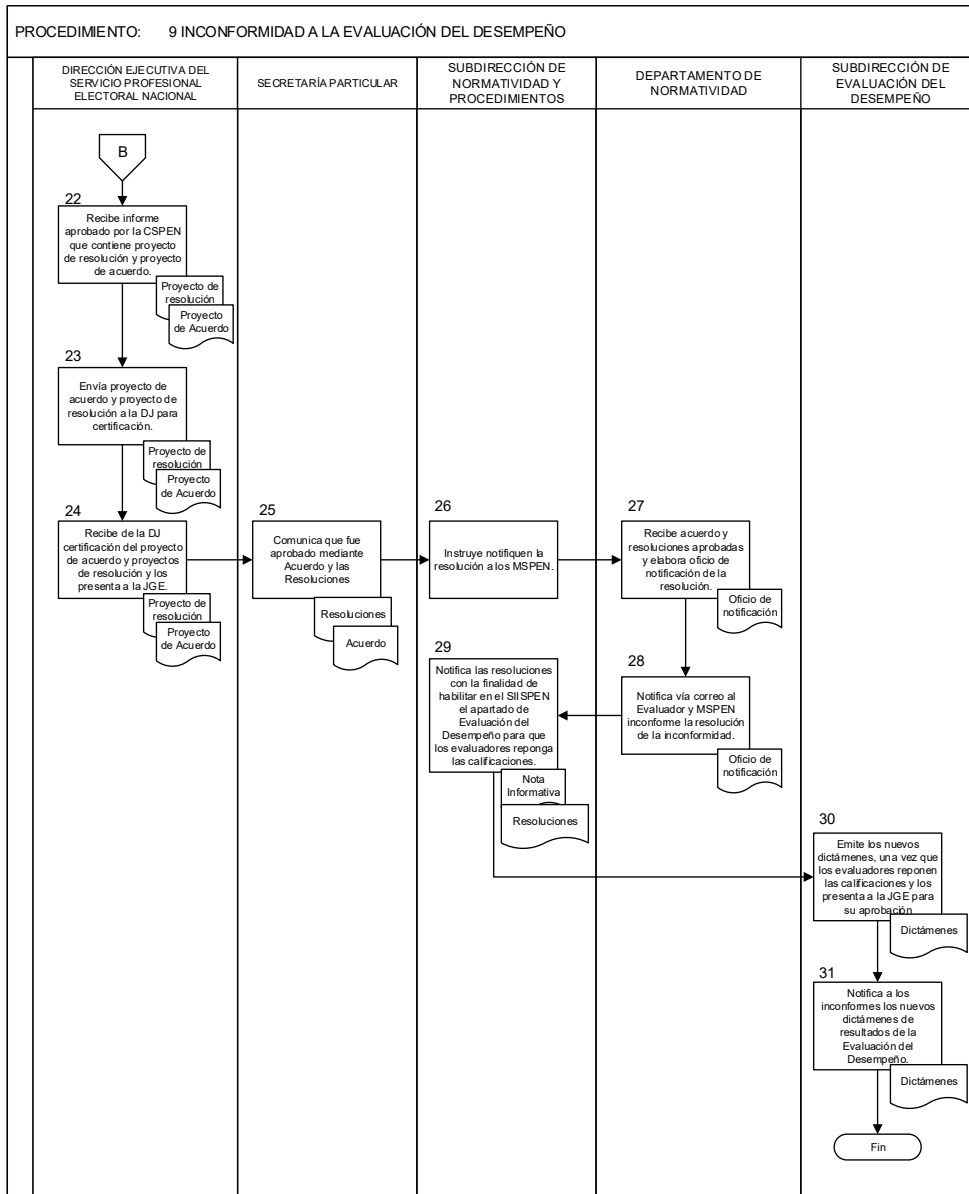 PROCEDIMIENTO: 9 INCONFORMIDAD A LA EVALUACIÓN DEL DESEMPEÑO
DIRECCIÓN EJECUTIVA DEL
SERVICIO PROFESIONAL
ELECTORAL NACIONAL
SECRETARÍA PARTICULAR
SUBDIRECCIÓN DE
NORMATIVIDAD Y
PROCEDIMIENTOS
DEPARTAMENTO DE
NORMATIVIDAD
SUBDIRECCIÓN DE
EVALUACIÓN DEL
DESEMPEÑO
B
22
Recibe informe
aprobado por la CSPEN
que contiene proyecto
de resolución y proyecto
de acuerdo.
Proyecto de
resolución
Proyecto
de Acuerdo
23
Envía proyecto de
acuerdo y proyecto de
resolución a la DJ para
certificación.
Proyecto de
resolución
Proyecto
de Acuerdo
24
Recibe de la DJ
certificación del proyecto
de acuerdo y proyectos
de resolución y los
presenta a la JGE.
Proyecto de
resolución
Proyecto
de Acuerdo
25
Comunica que fue
aprobado mediante
Acuerdo y las
Resoluciones
Resoluciones
Acuerdo
26
Instruye notifiquen la
resolución a los MSPEN.
27
Recibe acuerdo y
resoluciones aprobadas
y elabora oficio de
notificación de la
resolución.
Oficio de
notificación
28
Notifica vía correo al
Evaluador y MSPEN
inconforme la resolución
de la inconformidad.
Oficio de
notificación
29
Notifica las resoluciones
con la finalidad de
habilitar en el SIISPEN
el apartado de
Evaluación del
Desempeño para que
los evaluadores reponga
las calificaciones.
Nota
Informativa
Resoluciones
30
Emite los nuevos
dictámenes, una vez que
los evaluadores reponen
las calificaciones y los
presenta a la JGE para
su aprobación
Dictámenes
31
Notifica a los
inconformes los nuevos
dictámenes de
resultados de la
Evaluación del
Desempeño.
Dictámenes
Fin